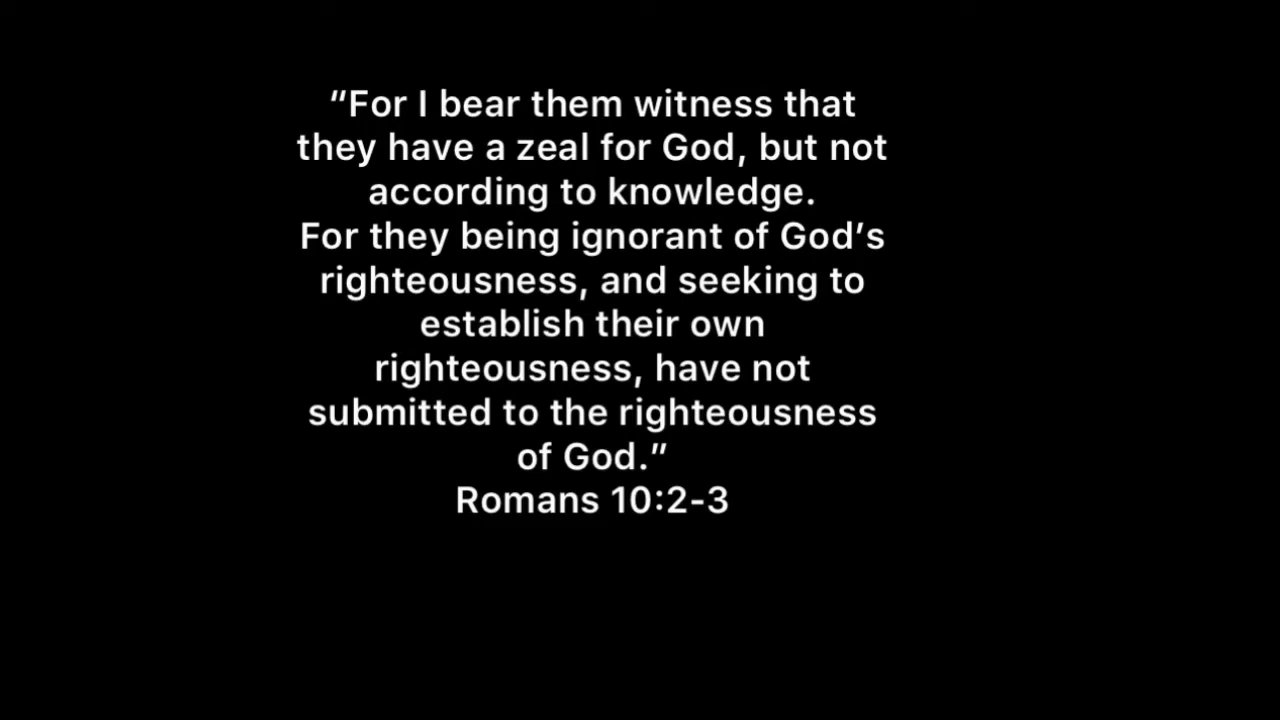 “For I bear them witness that
they have a zeal for God, but not
according to knowledge.
For they being ignorant of God’s
righteousness, and seeking to
establish their own
righteousness, have not
submitted to the righteousness
of God.”
Romans 10:2-3